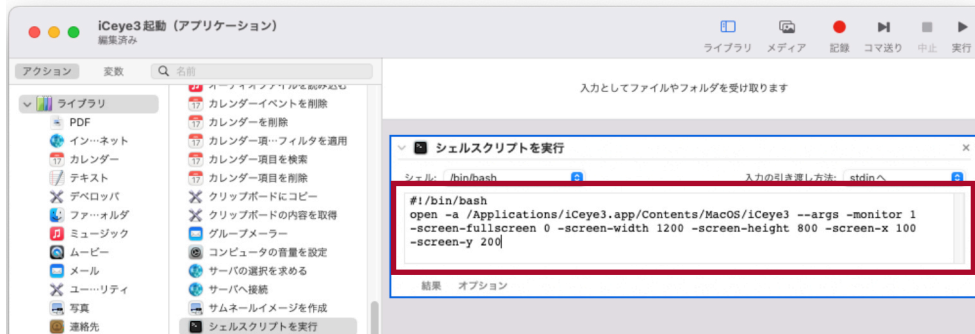 iCeye3起動（アプリケーション）
編集済み
ライブラリ メディア 記録 コマ送り 中止 実行
アクション 変数 名前
ライブラリ
PDF
イン…ネット
カレンダー
テキスト
デベロッパ
ファ…ォルダ
ミュージック
ムービー
メール
ユー…リティ
写真
連絡先
オーディオファイルを読み込む
カレンダーイベントを削除
カレンダーを削除
カレンダー項…フィルタを適用
カレンダー項目を検索
カレンダー項目を削除
クリップボードにコピー
クリップボードの内容を取得
グループメーラー
コンピュータの音量を設定
サーバの選択を求める
サーバへ接続
サムネールイメージを作成
シェルスクリプトを実行
入力としてファイルやフォルダを受け取ります
シェルスクリプトを実行
シェル: /bin/bash 入力の引き渡し方法: stdinへ
#!/bin/bash
open -a /Applications/iCeye3.app/Contents/MacOS/iCeye3 --args -monitor 1
-screen-fullscreen 0 -screen-width 1200 -screen-height 800 -screen-x 100
-screen-y 200
結果 オプション